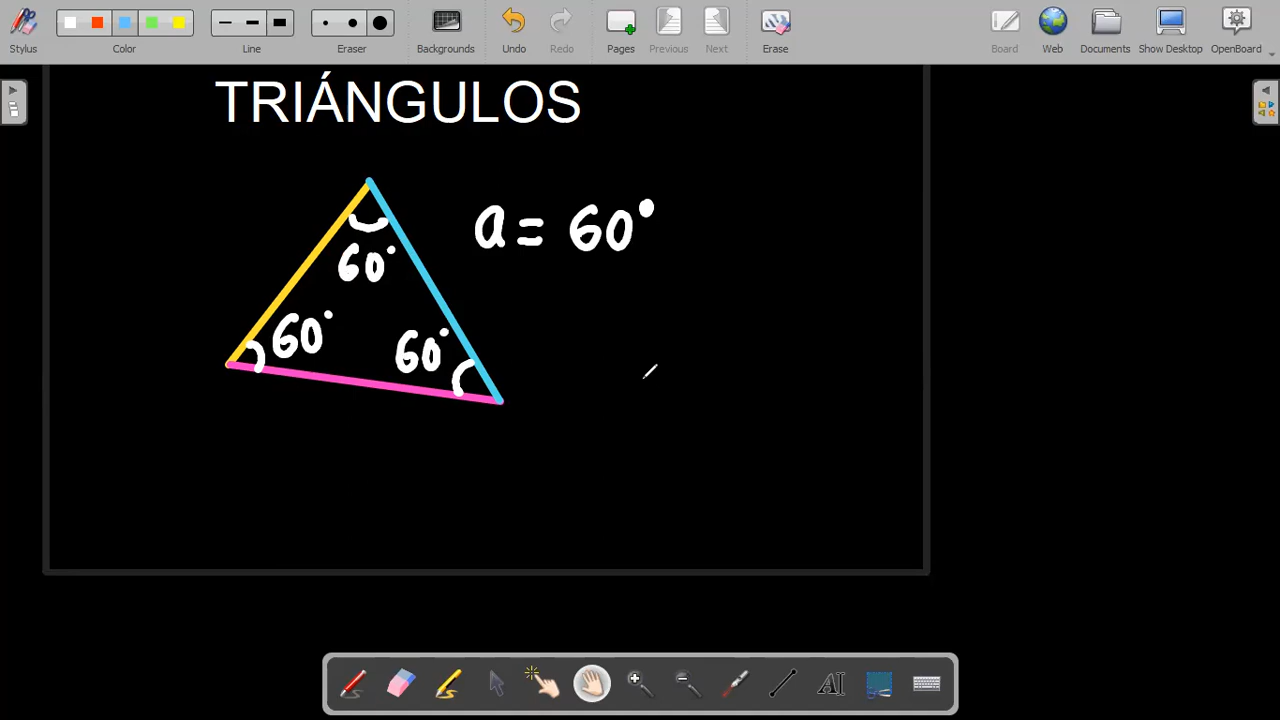 Stylus Color Line Eraser Backgrounds Undo Redo Pages Previous Next Erase Board Web Documents Show Desktop OpenBoard
TRIÁNGULOS
a = 60°
60°
60°
60°
AI